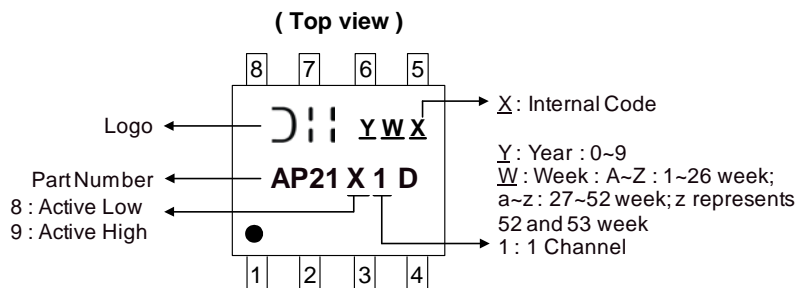 ( Top view )
8 7 6 5
Logo
Y W X
X : Internal Code
Part Number
AP21 X 1 D
8 : Active Low
9 : Active High
Y : Year : 0~9
W : Week : A~Z : 1~26 week;
a~z : 27~52 week; z represents
52 and 53 week
1 : 1 Channel
1 2 3 4